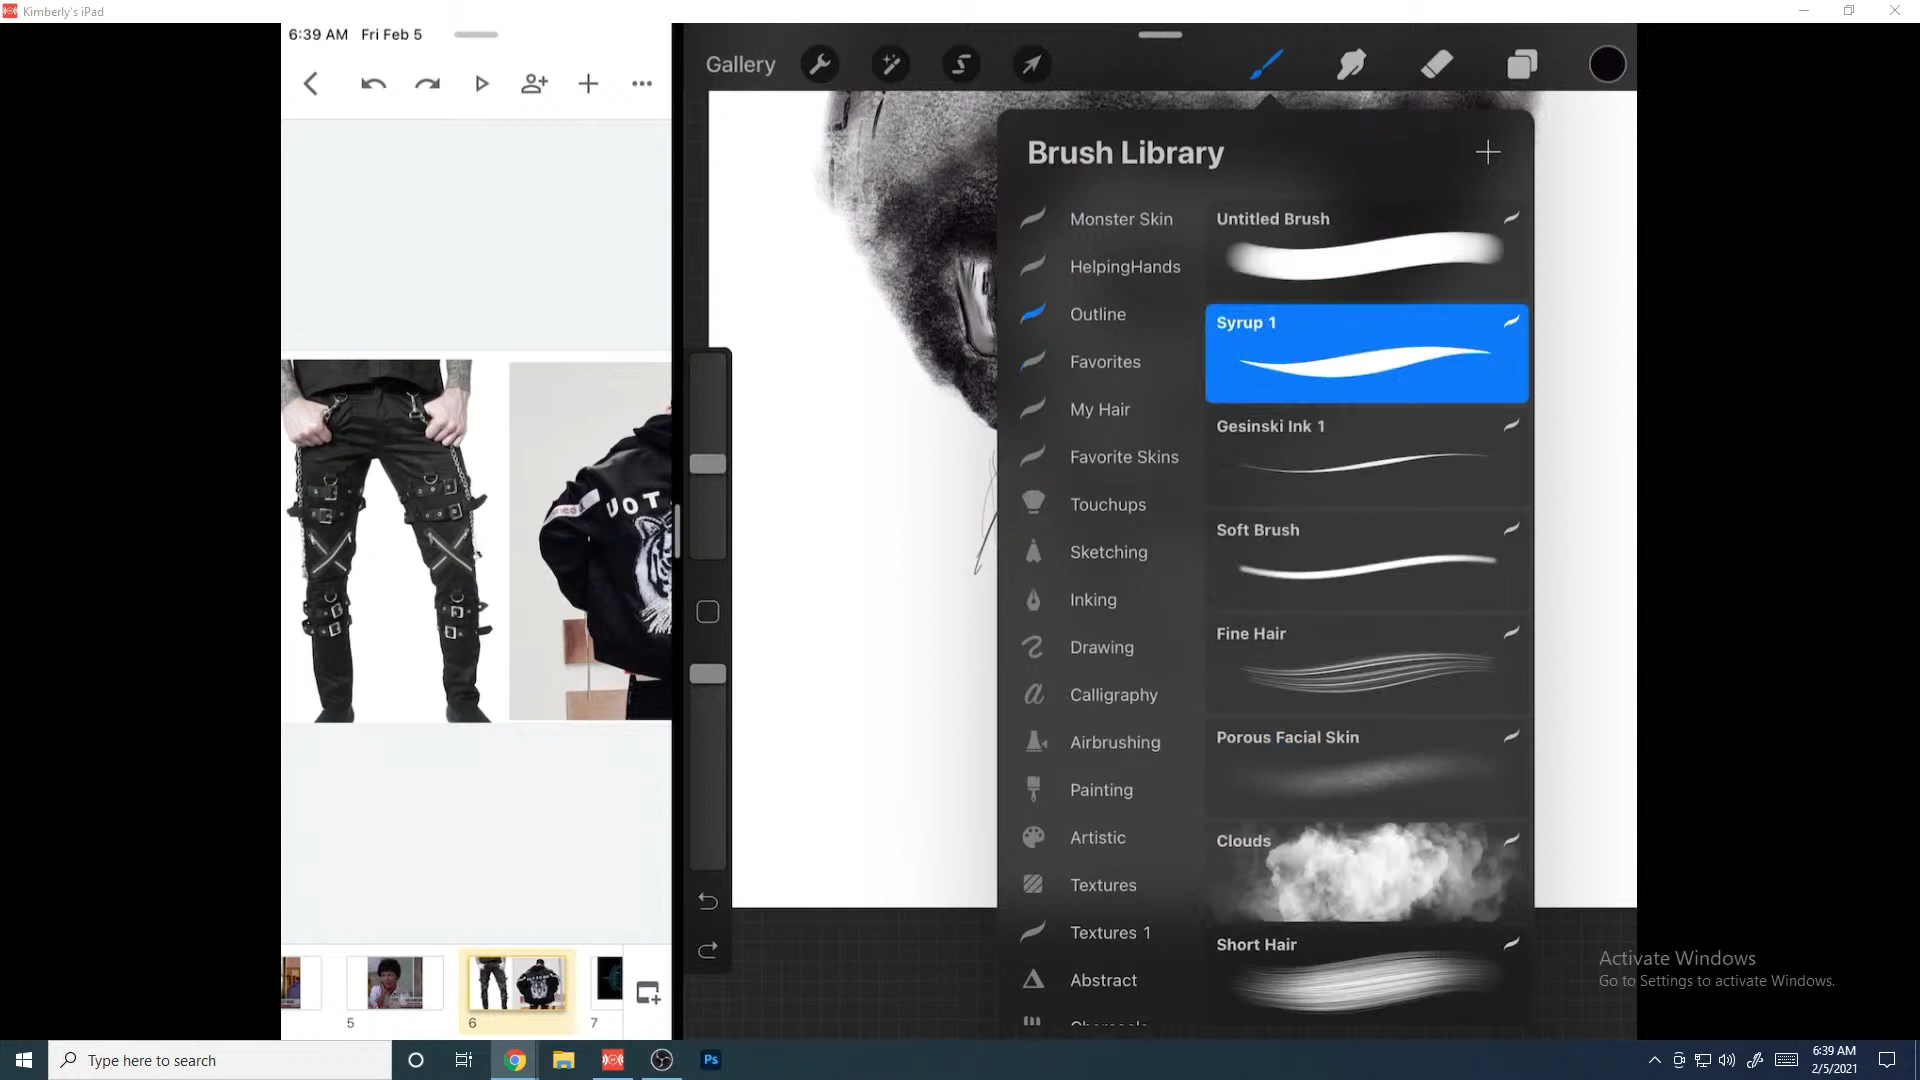 Kimberly's iPad
6:39 AM Fri Feb 5
Gallery
Brush Library
Monster Skin
HelpingHands
Outline
Favorites
My Hair
Favorite Skins
Touchups
Sketching
Inking
Drawing
Calligraphy
Airbrushing
Painting
Artistic
Textures
Textures 1
Abstract
Untitled Brush
Syrup 1
Gesinski Ink 1
Soft Brush
Fine Hair
Porous Facial Skin
Clouds
Short Hair
5
6
7
Activate Windows
Go to Settings to activate Windows.
Type here to search
Ps
6:39 AM
2/5/2021